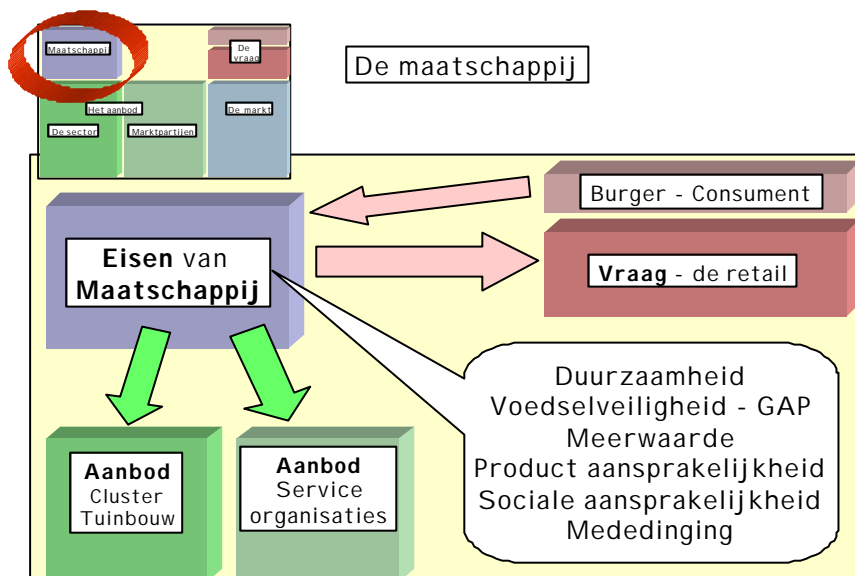 Maatschappij
De
vraag
Het aanbod
De sector
Marktpartijen
De markt
De maatschappij
Burger - Consument
Eisen van
Maatschappij
Vraag - de retail
Duurzaamheid
Voedselveiligheid - GAP
Meerwaarde
Product aansprakelijkheid
Sociale aansprakelijkheid
Mededinging
Aanbod
Cluster
Tuinbouw
Aanbod
Service
organisaties